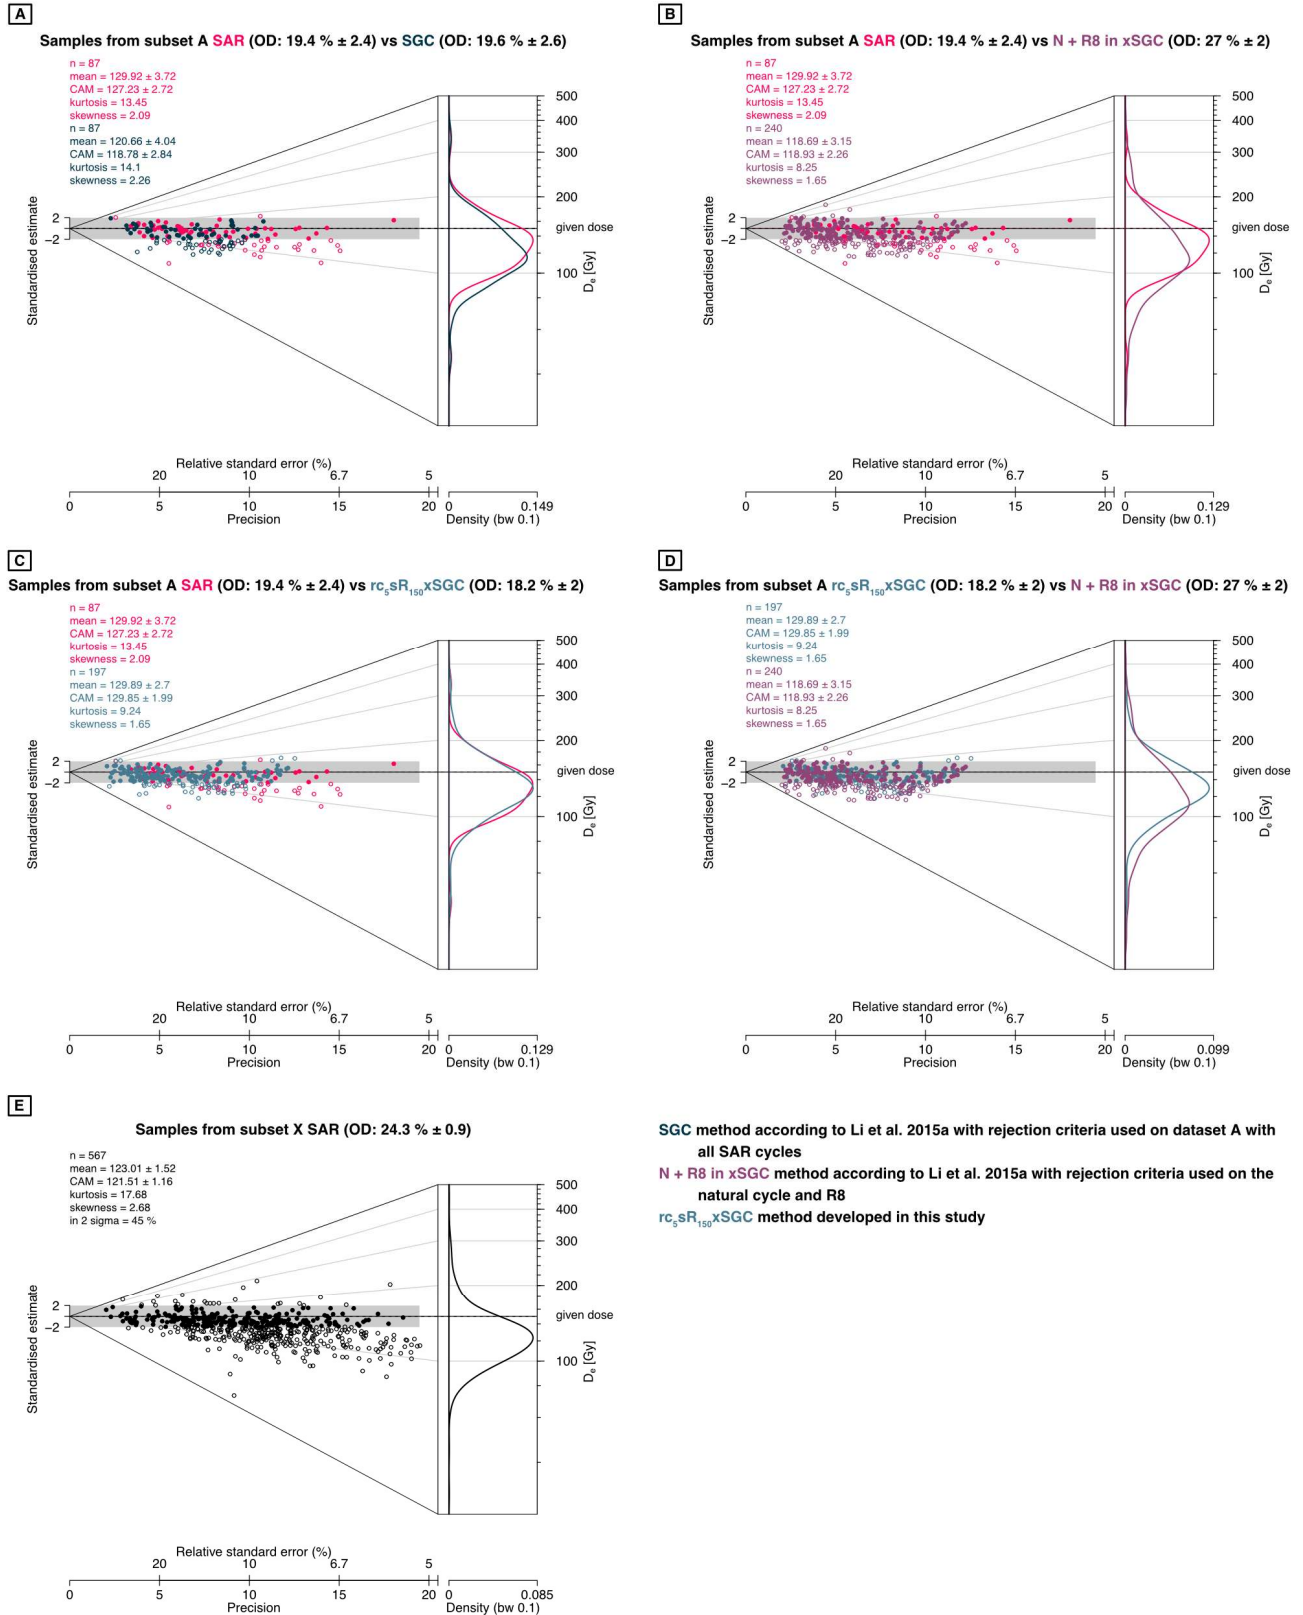 A
Samples from subset A SAR (OD: 19.4 % ± 2.4) vs SGC (OD: 19.6 % ± 2.6)
n = 87
mean = 129.92 ± 3.72
CAM = 127.23 ± 2.72
kurtosis = 13.45
skewness = 2.09
n = 87
mean = 120.66 ± 4.04
CAM = 118.78 ± 2.84
kurtosis = 14.1
skewness = 2.26
Standardised estimate
2
−2
500
400
300
200
given dose
100
De [Gy]
Relative standard error (%)
20 10 6.7 5
0 5 10 15 20 0 0.149
Precision Density (bw 0.1)
B
Samples from subset A SAR (OD: 19.4 % ± 2.4) vs N + R8 in xSGC (OD: 27 % ± 2)
n = 87
mean = 129.92 ± 3.72
CAM = 127.23 ± 2.72
kurtosis = 13.45
skewness = 2.09
n = 240
mean = 118.69 ± 3.15
CAM = 118.93 ± 2.26
kurtosis = 8.25
skewness = 1.65
Standardised estimate
2
−2
500
400
300
200
given dose
100
De [Gy]
Relative standard error (%)
20 10 6.7 5
0 5 10 15 20 0 0.129
Precision Density (bw 0.1)
C
Samples from subset A SAR (OD: 19.4 % ± 2.4) vs rc5sR150xSGC (OD: 18.2 % ± 2)
n = 87
mean = 129.92 ± 3.72
CAM = 127.23 ± 2.72
kurtosis = 13.45
skewness = 2.09
n = 197
mean = 129.89 ± 2.7
CAM = 129.85 ± 1.99
kurtosis = 9.24
skewness = 1.65
Standardised estimate
2
−2
500
400
300
200
given dose
100
De [Gy]
Relative standard error (%)
20 10 6.7 5
0 5 10 15 20 0 0.129
Precision Density (bw 0.1)
D
Samples from subset A rc5sR150xSGC (OD: 18.2 % ± 2) vs N + R8 in xSGC (OD: 27 % ± 2)
n = 197
mean = 129.89 ± 2.7
CAM = 129.85 ± 1.99
kurtosis = 9.24
skewness = 1.65
n = 240
mean = 118.69 ± 3.15
CAM = 118.93 ± 2.26
kurtosis = 8.25
skewness = 1.65
Standardised estimate
2
−2
500
400
300
200
given dose
100
De [Gy]
Relative standard error (%)
20 10 6.7 5
0 5 10 15 20 0 0.099
Precision Density (bw 0.1)
E
Samples from subset X SAR (OD: 24.3 % ± 0.9)
n = 567
mean = 123.01 ± 1.52
CAM = 121.51 ± 1.16
kurtosis = 17.68
skewness = 2.68
in 2 sigma = 45 %
Standardised estimate
2
−2
500
400
300
200
given dose
100
De [Gy]
Relative standard error (%)
20 10 6.7 5
0 5 10 15 20 0 0.085
Precision Density (bw 0.1)
SGC method according to Li et al. 2015a with rejection criteria used on dataset A with
all SAR cycles
N + R8 in xSGC method according to Li et al. 2015a with rejection criteria used on the
natural cycle and R8
rc5sR150xSGC method developed in this study